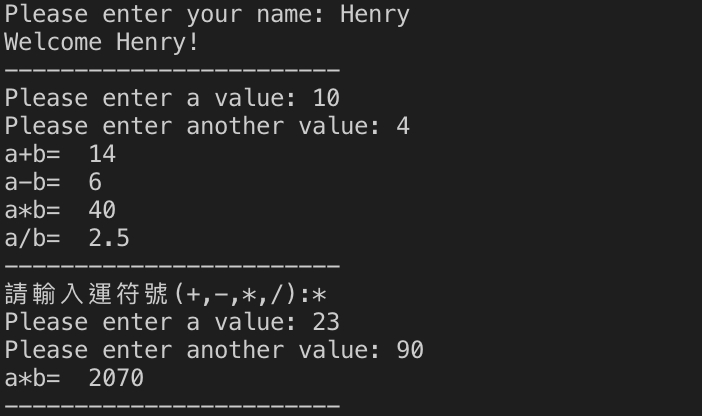 Please enter your name: Henry
Welcome Henry!
------------------------
Please enter a value: 10
Please enter another value: 4
a+b=  14
a-b=  6
a*b=  40
a/b=  2.5
------------------------
請輸入運符號(+,-,*,/):*
Please enter a value: 23
Please enter another value: 90
a*b=  2070
------------------------